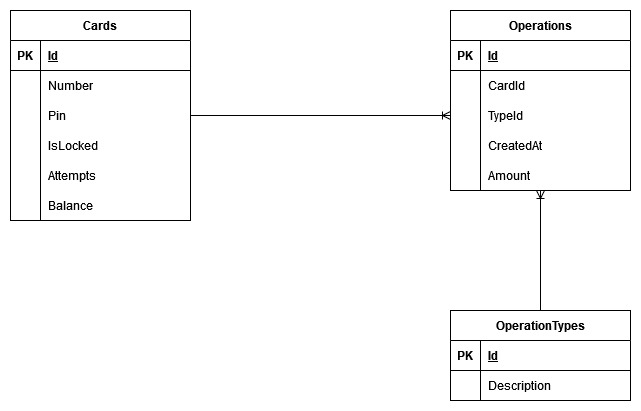 Cards
PK Id
Number
Pin
IsLocked
Attempts
Balance
Operations
PK Id
CardId
TypeId
CreatedAt
Amount
OperationTypes
PK Id
Description